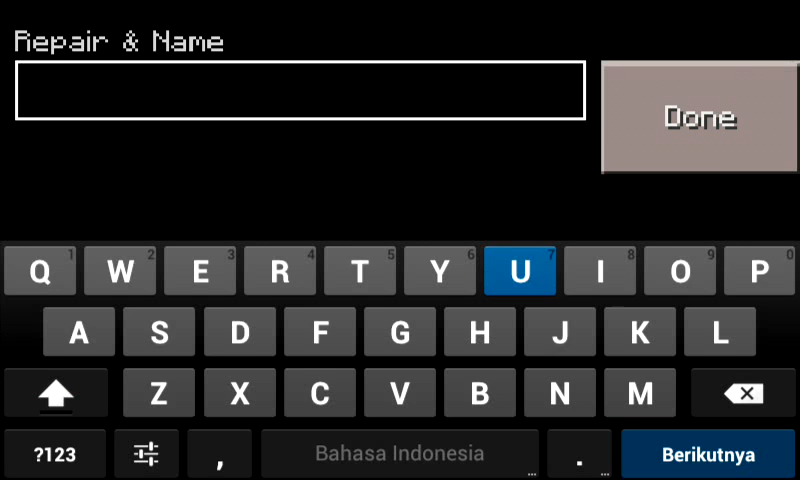 Repair & Name
Done
Q 1 W 2 E 3 R 4 T 5 Y 6 U 7 I 8 O 9 P 0
A S D F G H J K L
Z X C V B N M
?123 , Bahasa Indonesia ... . ... Berikutnya